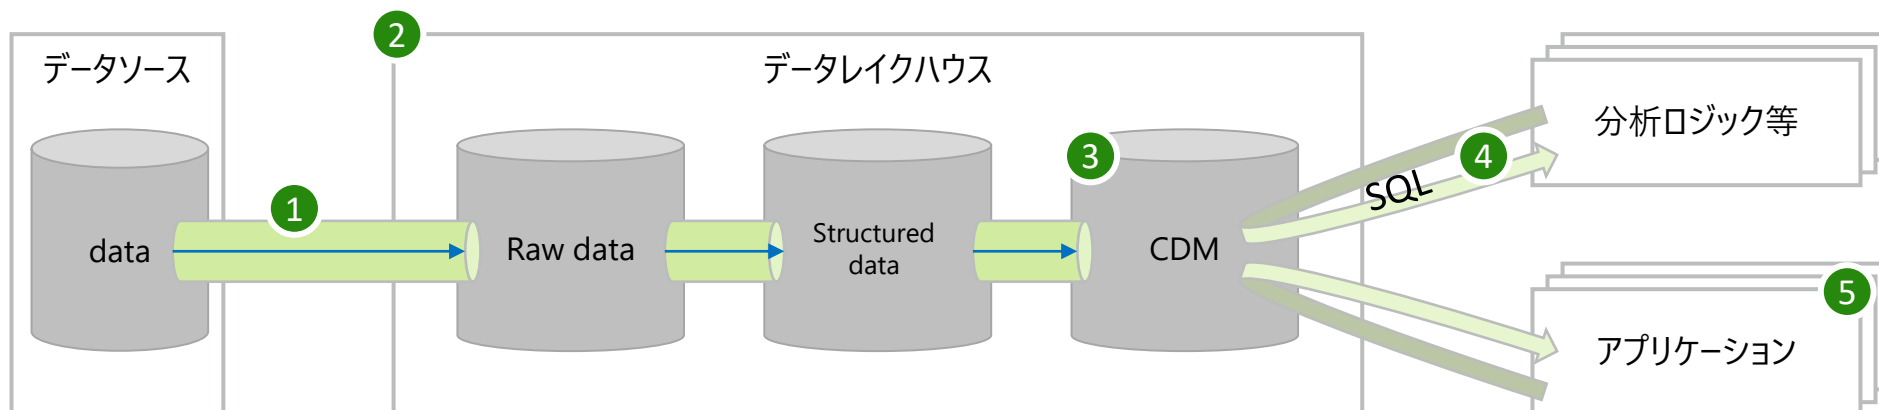 データソース
data
1
2
データレイクハウス
Raw data
Structured
data
3
CDM
SQL
4
分析ロジック等
5
アプリケーション